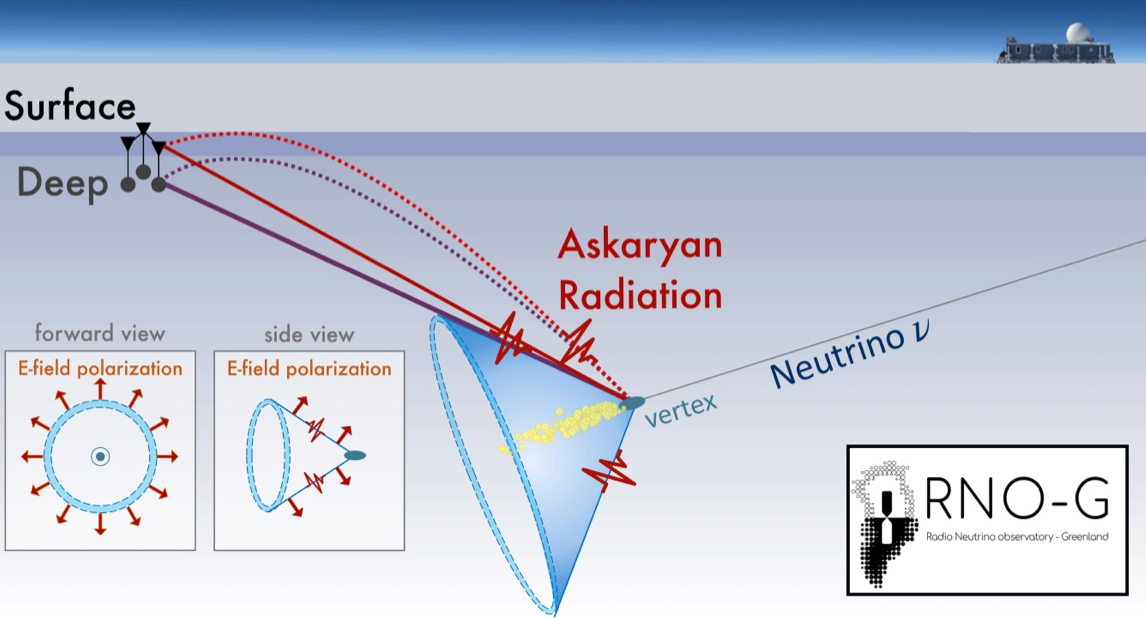 Surface
Deep
Askaryan
Radiation
Neutrino ν
vertex
forward view
E-field polarization
side view
E-field polarization
RNO-G
Radio Neutrino observatory - Greenland